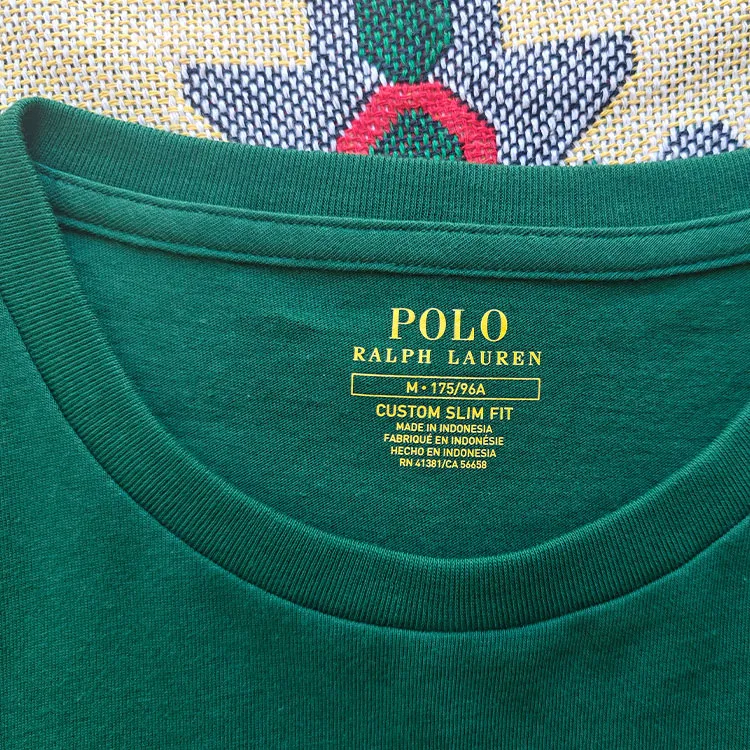 POLO
RALPH LAUREN
M • 175/96A
CUSTOM SLIM FIT
MADE IN INDONESIA
FABRIQUÉ EN INDONÉSIE
HECHO EN INDONESIA
RN 41381/CA 56658